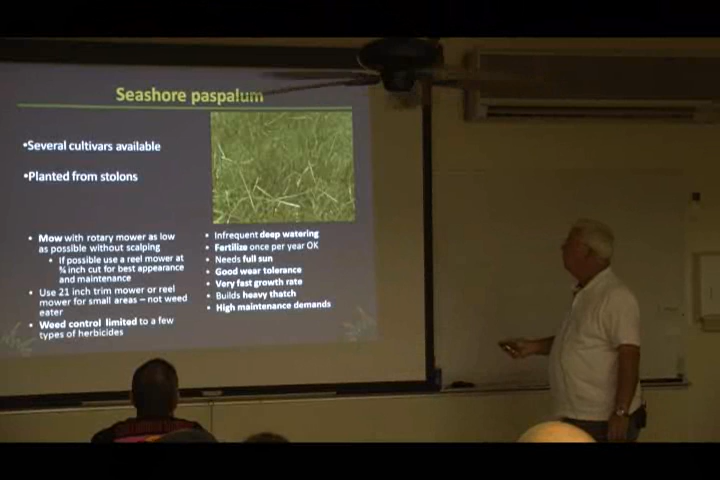 Seashore paspalum
•Several cultivars available
•Planted from stolons
• Mow with rotary mower as low
as possible without scalping
• If possible use a reel mower at
¾ inch cut for best appearance
and maintenance
• Use 21 inch trim mower or reel
mower for small areas – not weed
eater
• Weed control limited to a few
types of herbicides
• Infrequent deep watering
• Fertilize once per year OK
• Needs full sun
• Good wear tolerance
• Very fast growth rate
• Builds heavy thatch
• High maintenance demands